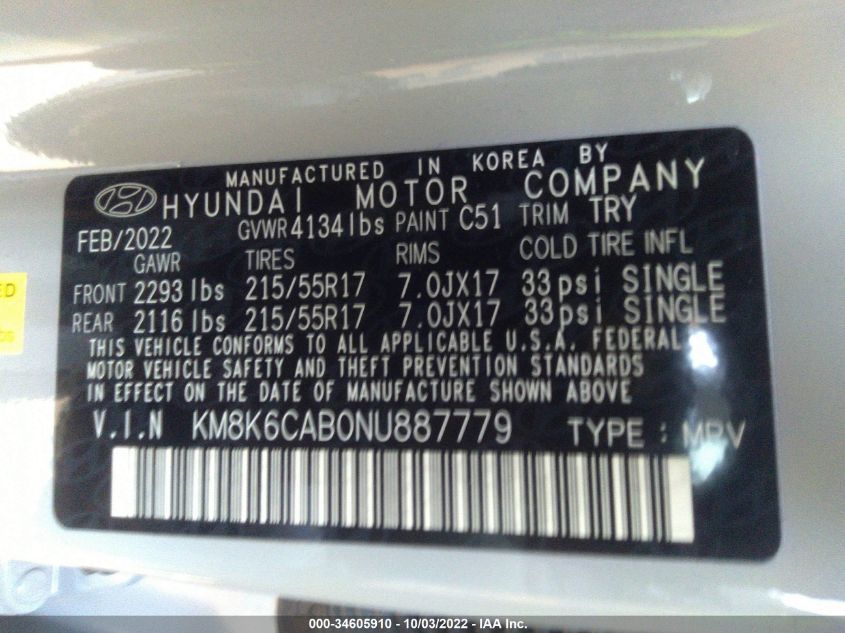 MANUFACTURED IN KOREA BY
HYUNDAI MOTOR COMPANY
FEB/2022 GVWR 4134lbs PAINT C51 TRIM TRY
GAWR TIRES RIMS COLD TIRE INFL
FRONT 2293 lbs 215/55R17 7.0JX17 33psi SINGLE
REAR 2116 lbs 215/55R17 7.0JX17 33psi SINGLE
THIS VEHICLE CONFORMS TO ALL APPLICABLE U.S.A. FEDERAL
MOTOR VEHICLE SAFETY AND THEFT PREVENTION STANDARDS
IN EFFECT ON THE DATE OF MANUFACTURE SHOWN ABOVE
V.I.N KM8K6CAB0NU887779 TYPE : MPV
000-34605910 - 10/03/2022 - IAA Inc.